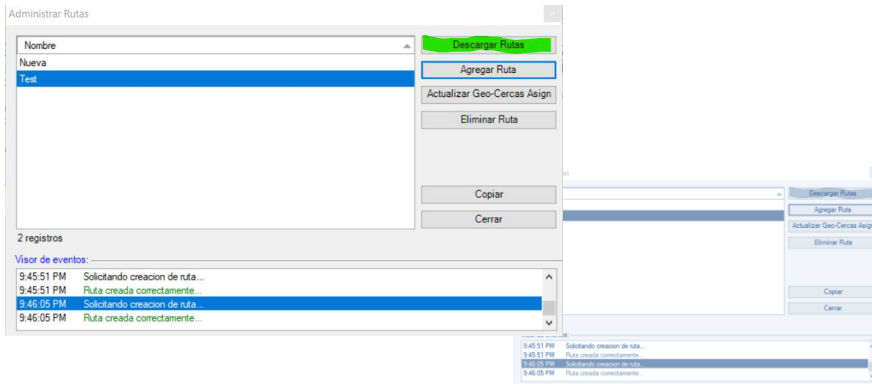 Administrar Rutas
Nombre
Nueva
Test
Descargar Rutas
Agregar Ruta
Actualizar Geo-Cercas Asign
Eliminar Ruta
Copiar
Cerrar
2 registros
Visor de eventos:
9:45:51 PM Solicitando creacion de ruta...
9:45:51 PM Ruta creada correctamente...
9:46:05 PM Solicitando creacion de ruta...
9:46:05 PM Ruta creada correctamente...
Descargar Rutas
Agregar Ruta
Actualizar Geo-Cercas Asign
Eliminar Ruta
Copiar
Cerrar
9:45:51 PM Solicitando creacion de ruta...
9:45:51 PM Ruta creada correctamente...
9:46:05 PM Solicitando creacion de ruta...
9:46:05 PM Ruta creada correctamente...